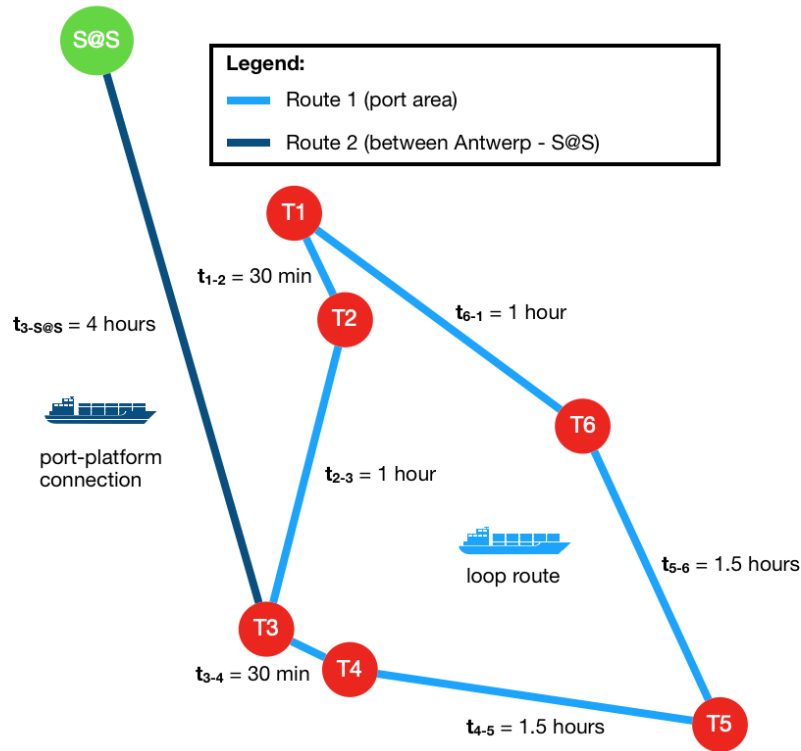 S@S
Legend:
Route 1 (port area)
Route 2 (between Antwerp - S@S)
T1
t1-2 = 30 min
T2
t6-1 = 1 hour
t3-S@S = 4 hours
T6
port-platform
connection
t2-3 = 1 hour
loop route
t5-6 = 1.5 hours
T3
T4
t3-4 = 30 min
t4-5 = 1.5 hours
T5